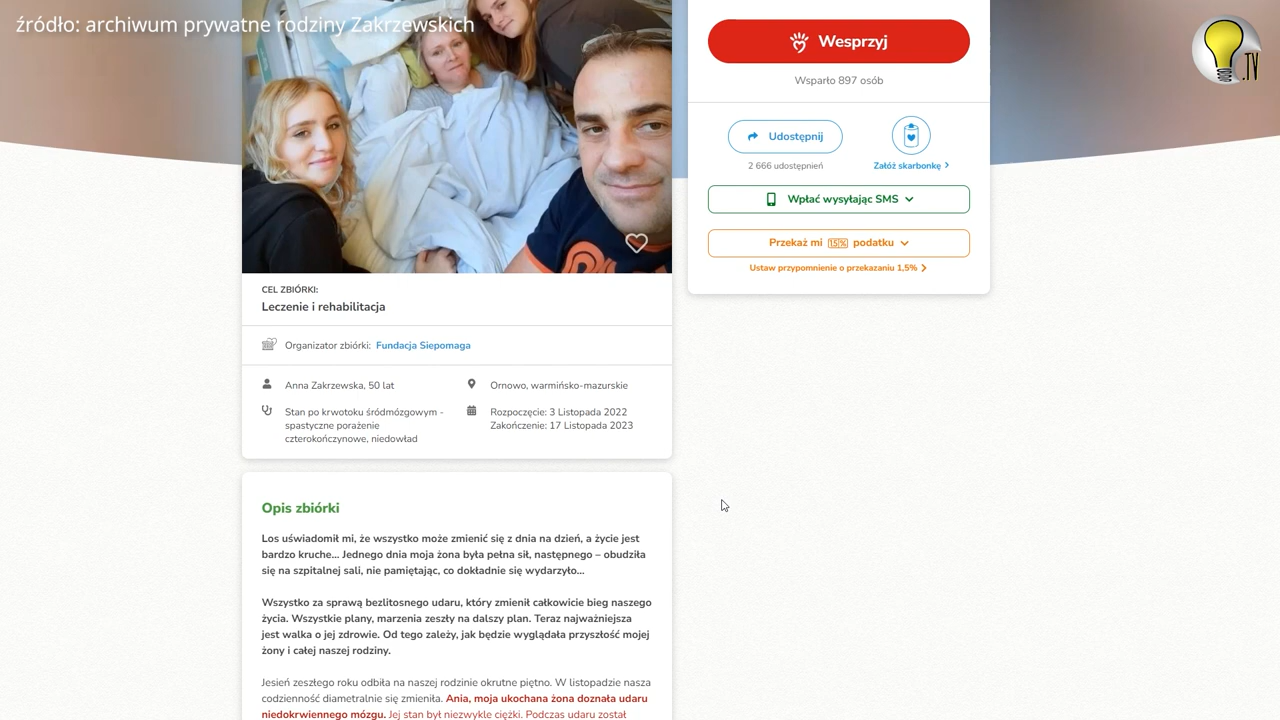 źródło: archiwum prywatne rodziny Zakrzewskich
.TV
Wesprzyj
Wsparło 897 osób
Udostępnij
2 666 udostępnień
Załóż skarbonkę
Wpłać wysyłając SMS
Przekaż mi 1,5% podatku
Ustaw przypomnienie o przekazaniu 1,5%
CEL ZBIÓRKI:
Leczenie i rehabilitacja
Organizator zbiórki: Fundacja Siepomaga
Anna Zakrzewska, 50 lat
Ornowo, warmińsko-mazurskie
Stan po krwotoku śródmózgowym -
spastyczne porażenie
czterokończynowe, niedowład
Rozpoczęcie: 3 Listopada 2022
Zakończenie: 17 Listopada 2023
Opis zbiórki
Los uświadomił mi, że wszystko może zmienić się z dnia na dzień, a życie jest
bardzo kruche... Jednego dnia moja żona była pełna sił, następnego – obudziła
się na szpitalnej sali, nie pamiętając, co dokładnie się wydarzyło...
Wszystko za sprawą bezlitosnego udaru, który zmienił całkowicie bieg naszego
życia. Wszystkie plany, marzenia zeszły na dalszy plan. Teraz najważniejsza
jest walka o jej zdrowie. Od tego zależy, jak będzie wyglądała przyszłość mojej
żony i całej naszej rodziny.
Jesień zeszłego roku odbiła na naszej rodzinie okrutne piętno. W listopadzie nasza
codzienność diametralnie się zmieniła. Ania, moja ukochana żona doznała udaru
niedokrwiennego mózgu. Jej stan był niezwykle ciężki. Podczas udaru został